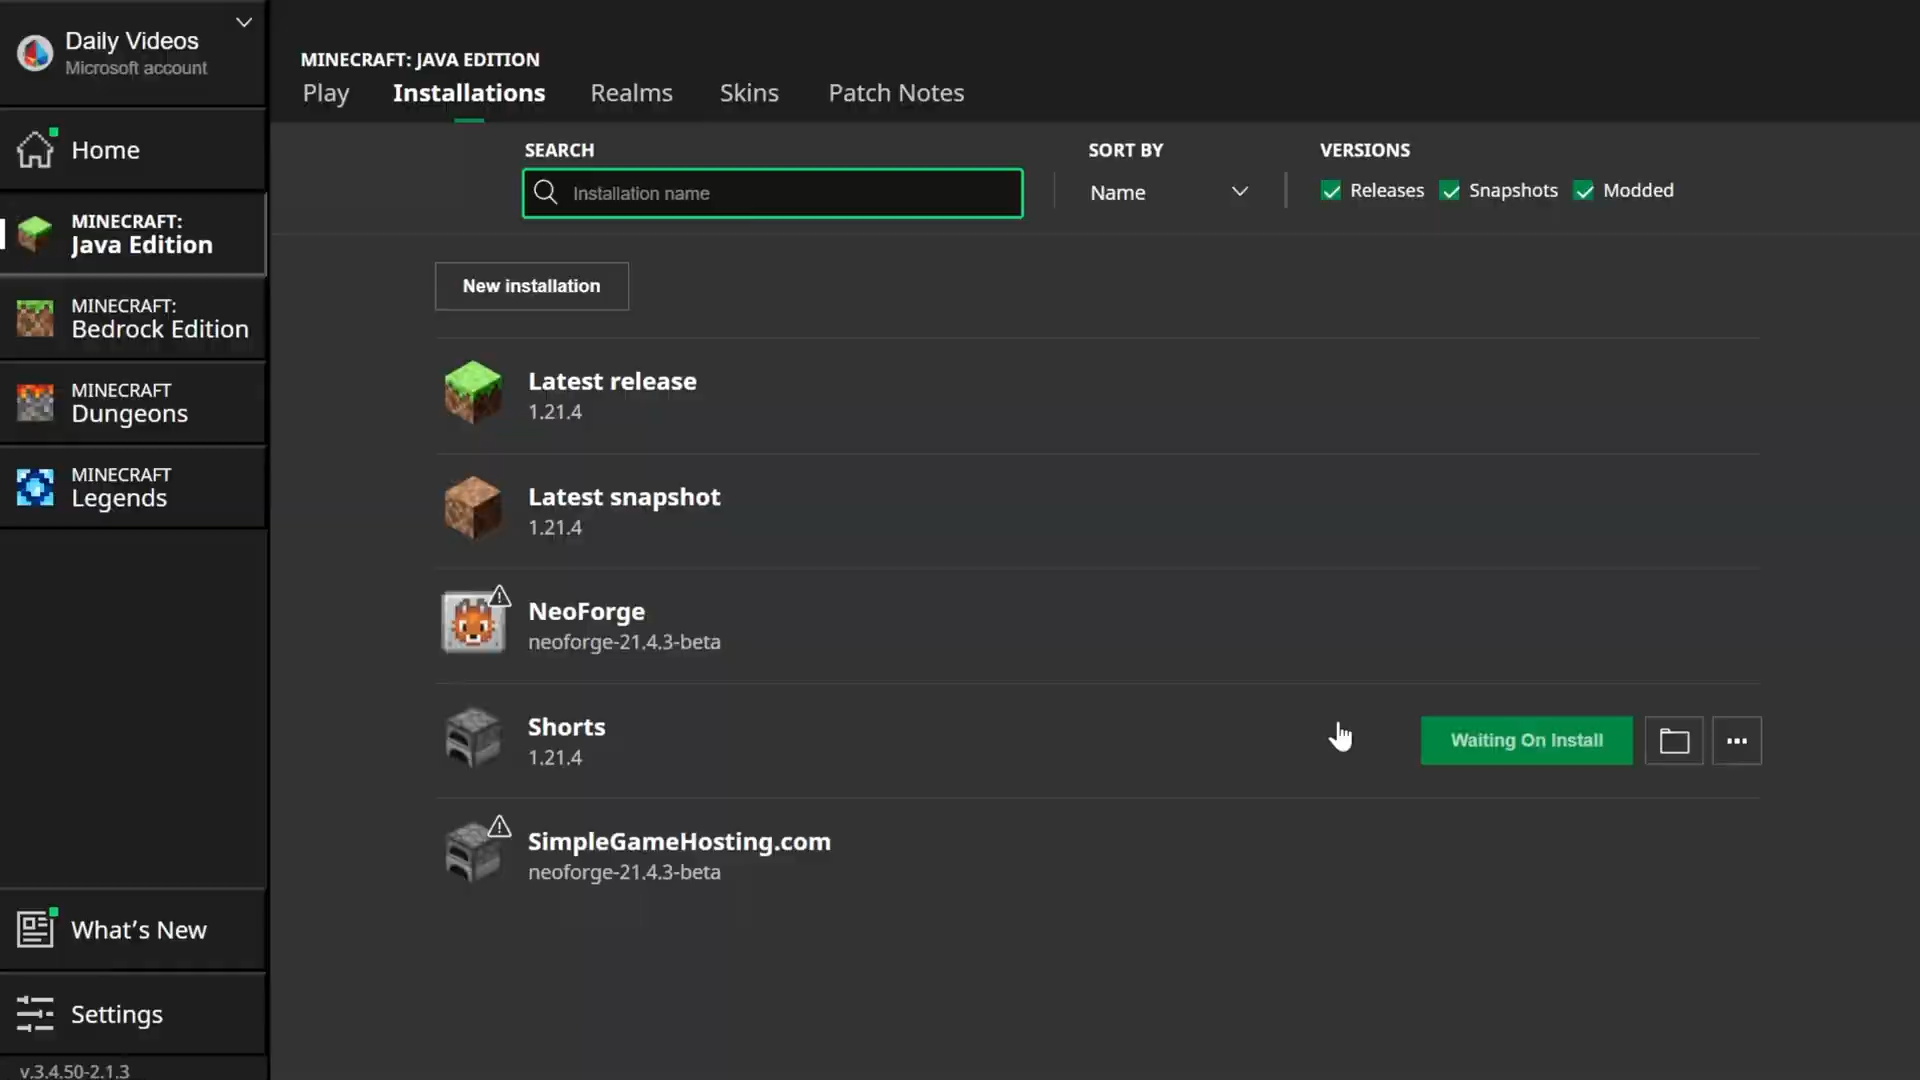 Daily Videos
Microsoft account
Home
MINECRAFT:
Java Edition
MINECRAFT:
Bedrock Edition
MINECRAFT
Dungeons
MINECRAFT
Legends
What's New
Settings
v.3.4.50-2.1.3
MINECRAFT: JAVA EDITION
Play Installations Realms Skins Patch Notes
SEARCH SORT BY VERSIONS
Installation name Name Releases Snapshots Modded
New installation
Latest release
1.21.4
Latest snapshot
1.21.4
NeoForge
neoforge-21.4.3-beta
Shorts
1.21.4
Waiting On Install
SimpleGameHosting.com
neoforge-21.4.3-beta